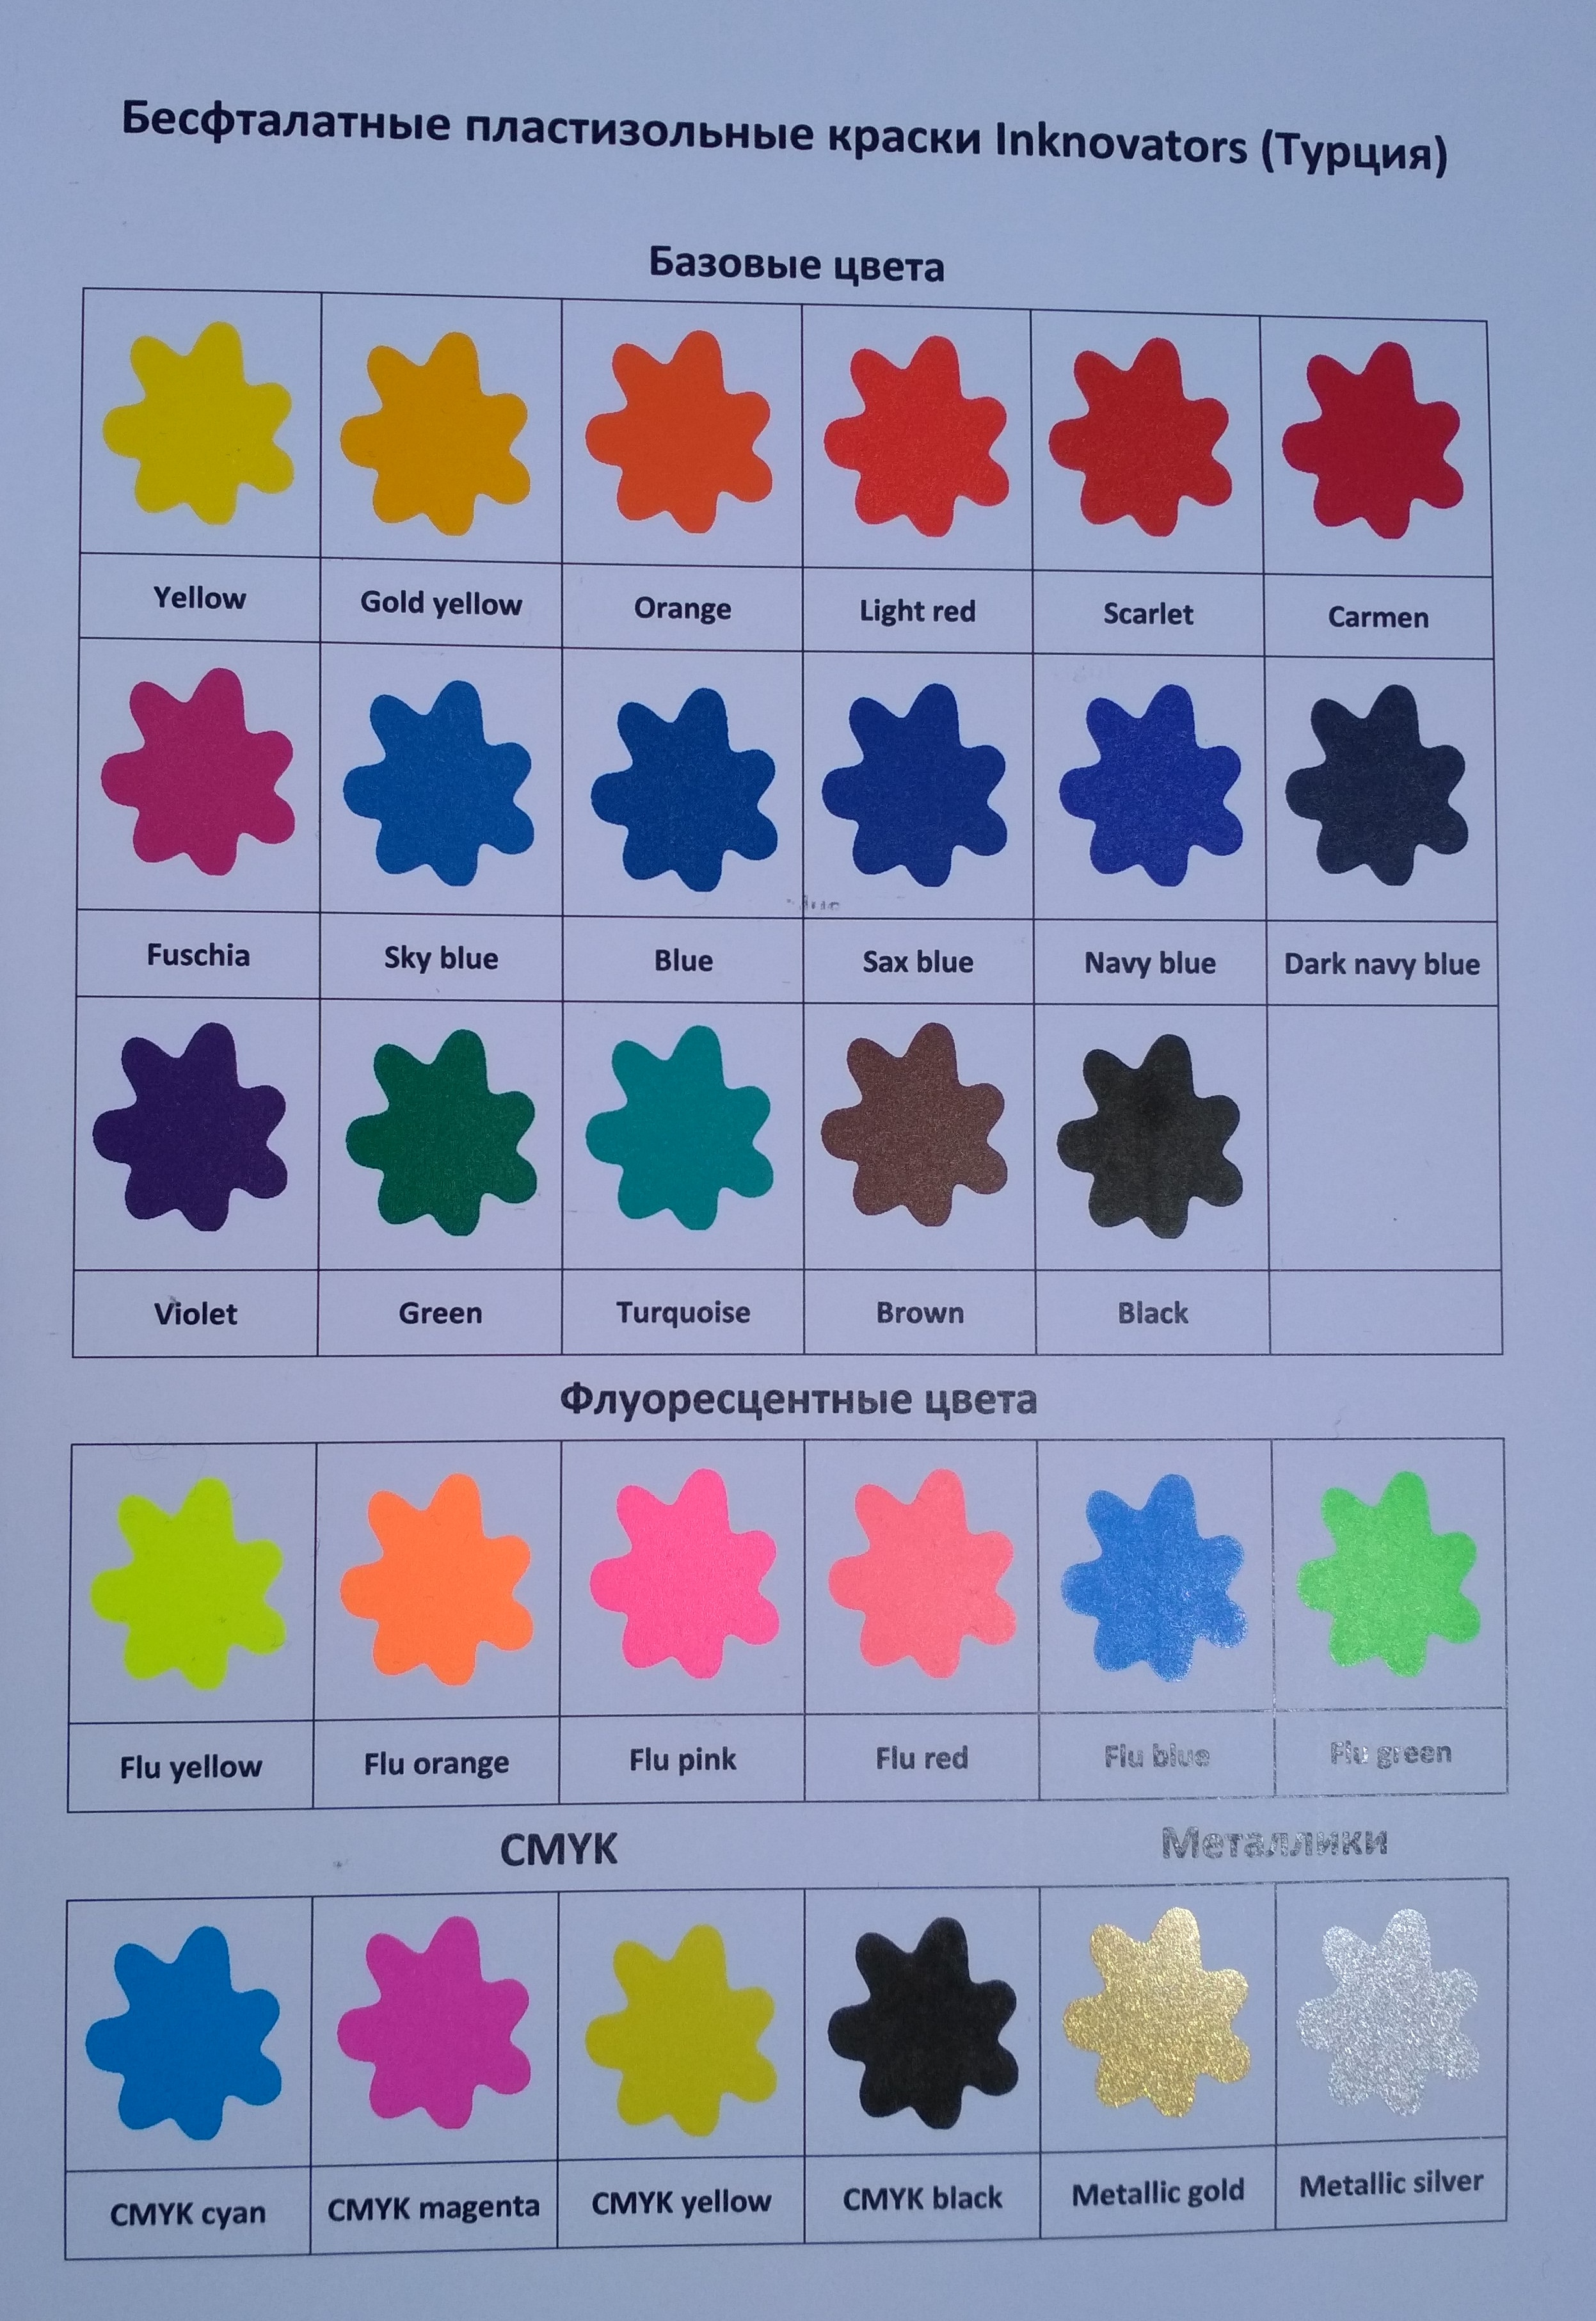 Бесфталатные пластизольные краски Inknovators (Турция)
Базовые цвета
Yellow Gold yellow Orange Light red Scarlet Carmen
Fuschia Sky blue Blue Sax blue Navy blue Dark navy blue
Violet Green Turquoise Brown Black
Флуоресцентные цвета
Flu yellow Flu orange Flu pink Flu red Flu blue Flu green
CMYK Металлики
CMYK cyan CMYK magenta CMYK yellow CMYK black Metallic gold Metallic silver